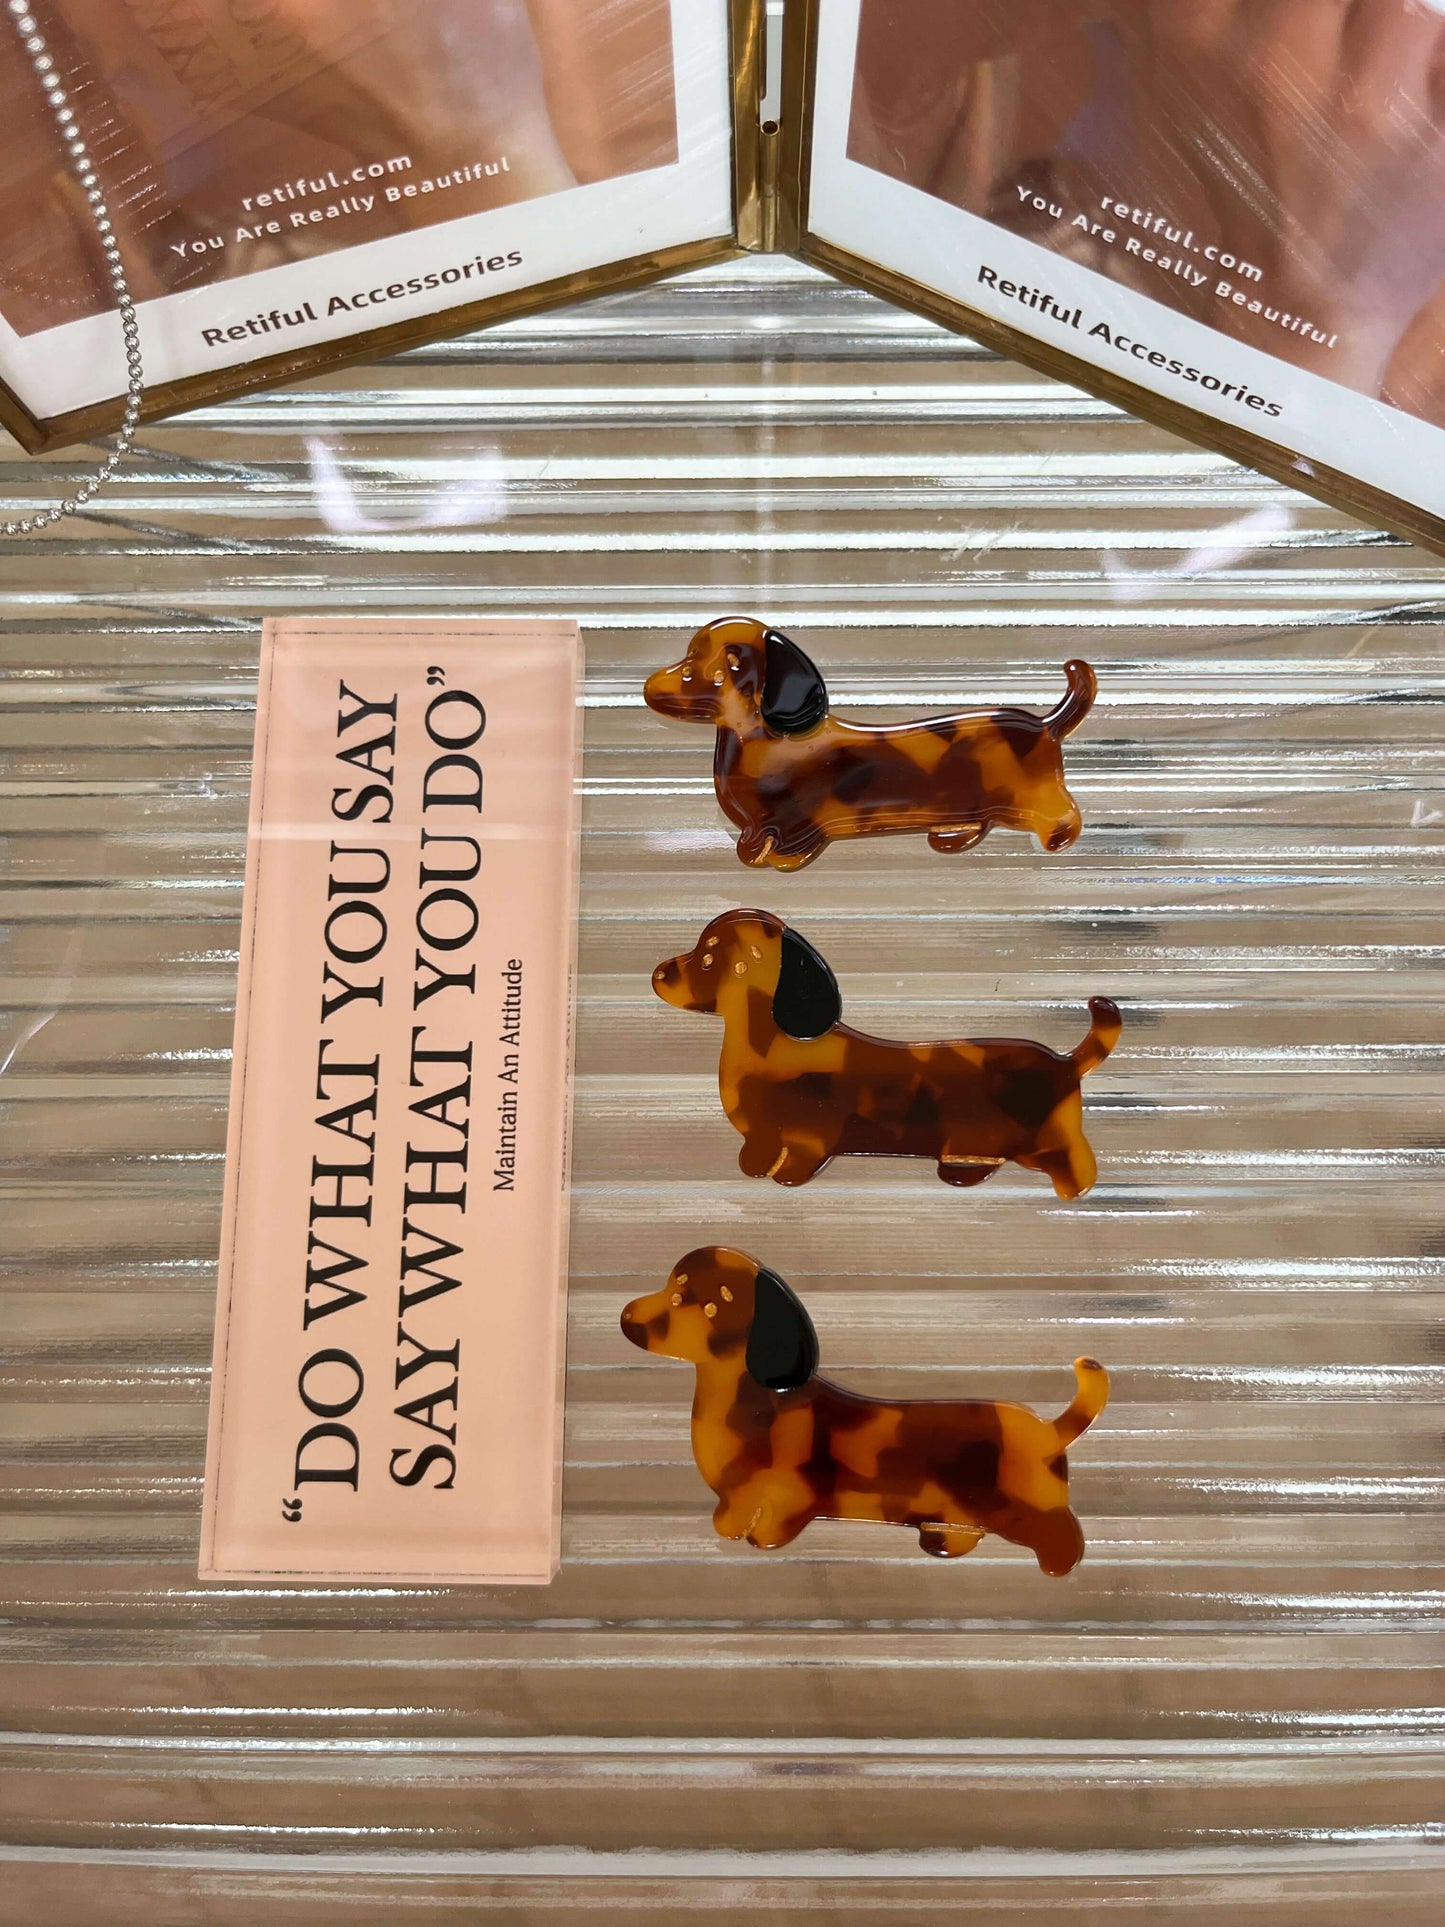 retiful.com
You Are Really Beautiful
Retiful Accessories
retiful.com
You Are Really Beautiful
Retiful Accessories
“DO WHAT YOU SAY
SAY WHAT YOU DO”
Maintain An Attitude